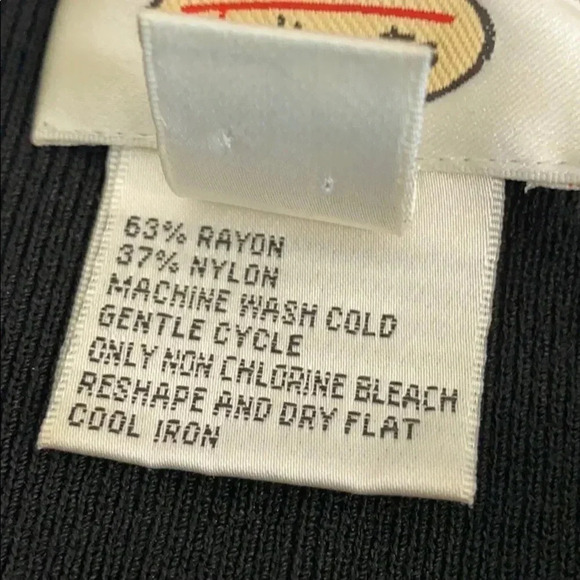 63% RAYON
37% NYLON
MACHINE WASH COLD
GENTLE CYCLE
ONLY NON CHLORINE BLEACH
RESHAPE AND DRY FLAT
COOL IRON